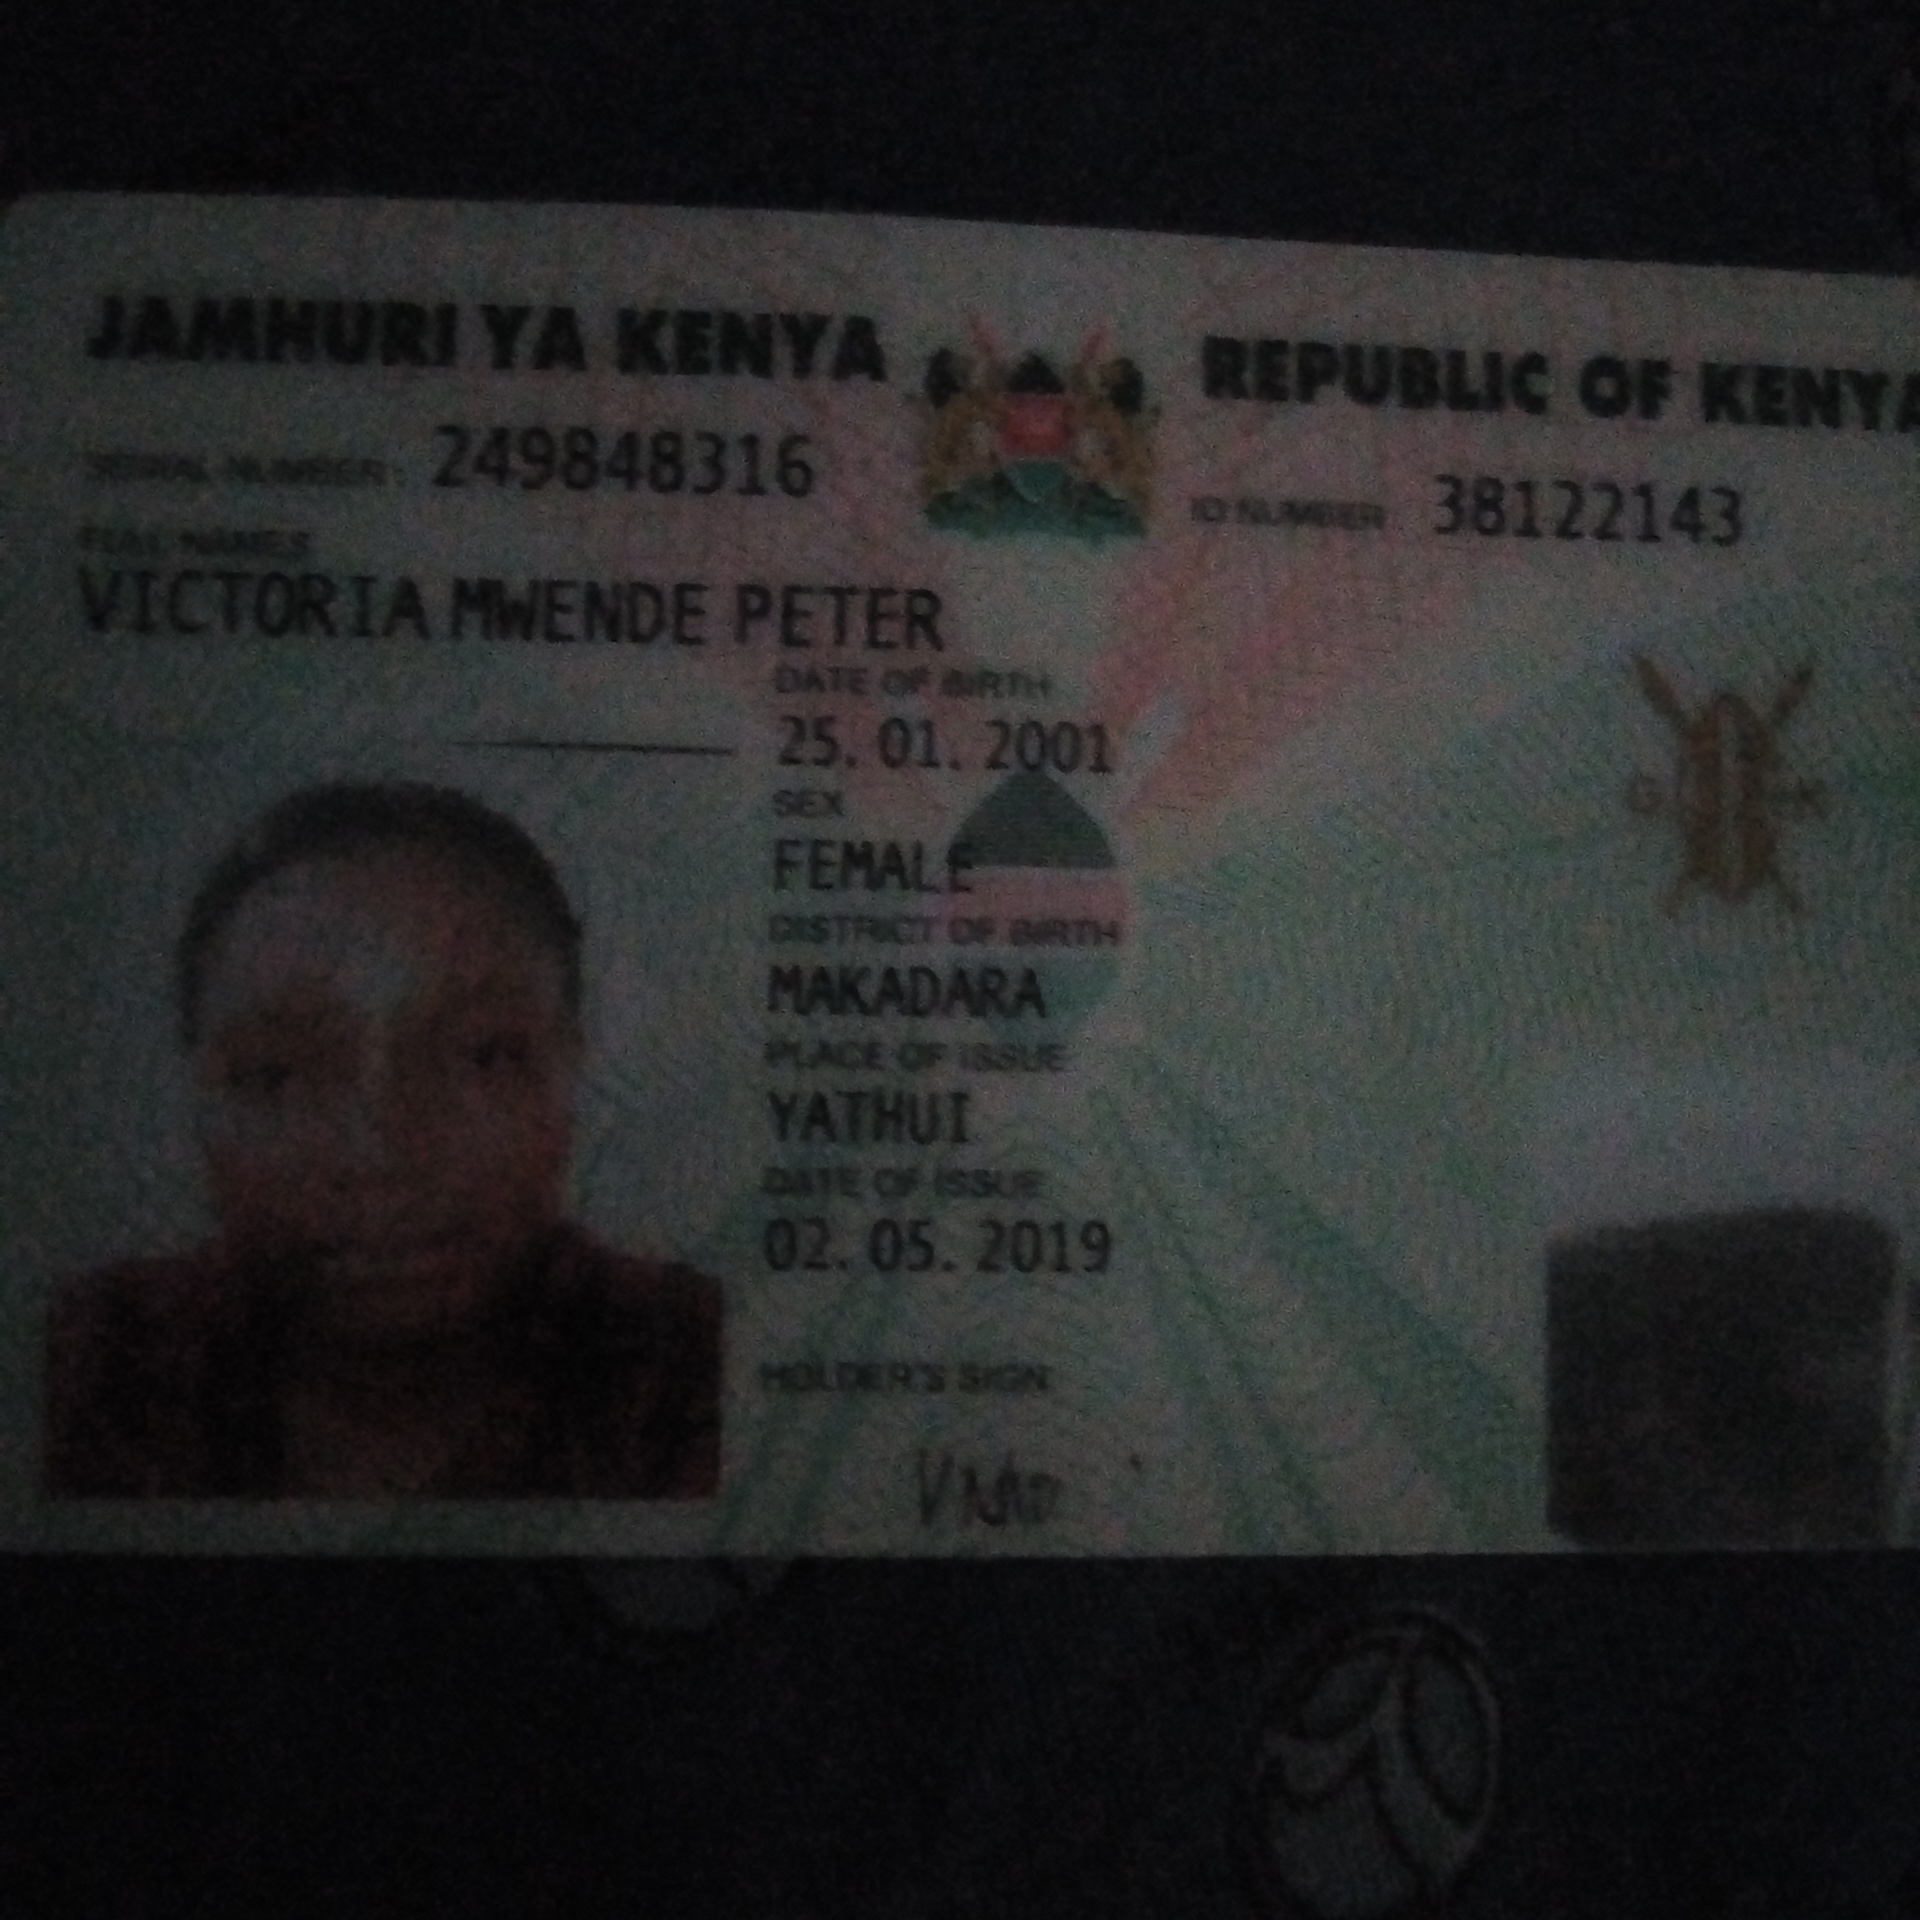 JAMHURI YA KENYA REPUBLIC OF KENYA
SERIAL NUMBER: 249848316 ID NUMBER: 38122143
FULL NAMES
VICTORIA MWENDE PETER
DATE OF BIRTH
25. 01. 2001
SEX
FEMALE
G K
DISTRICT OF BIRTH
MAKADARA
PLACE OF ISSUE
YATHUI
DATE OF ISSUE
02. 05. 2019
HOLDER'S SIGN